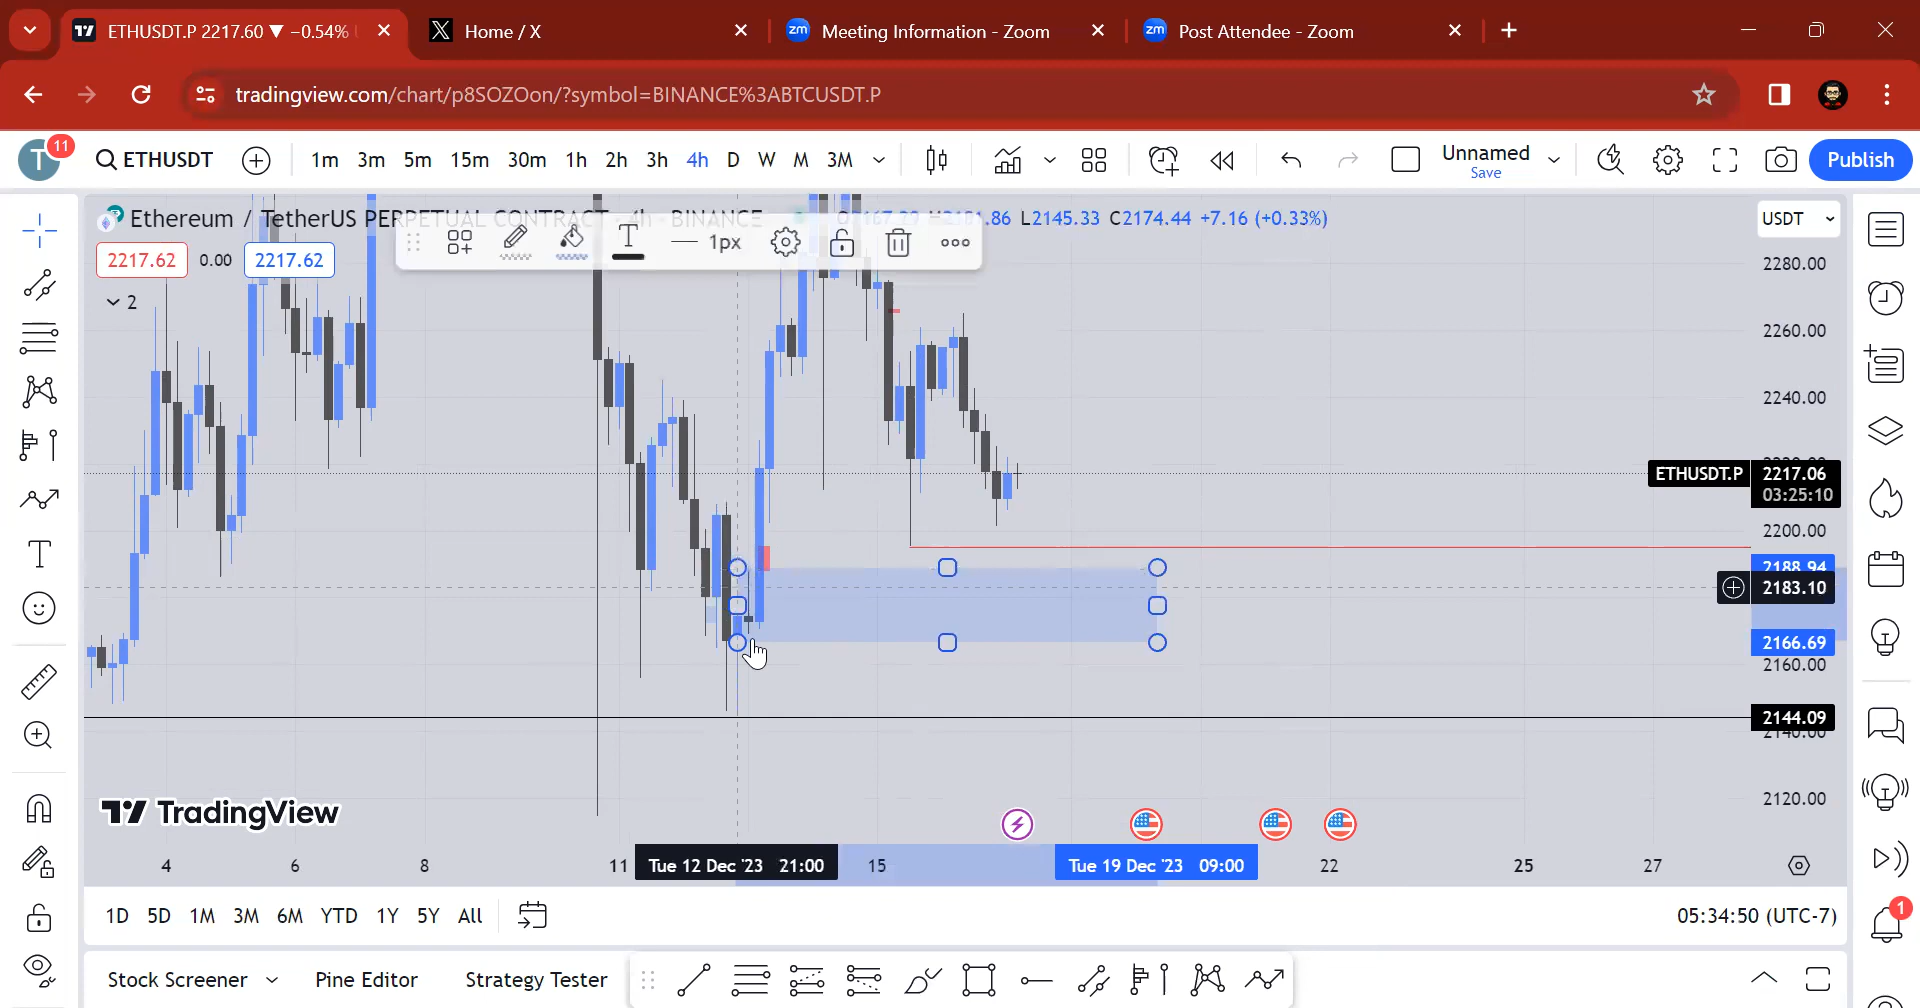 ETHUSDT.P 2217.60 ▼ −0.54%
Home / X
Meeting Information - Zoom
Post Attendee - Zoom
tradingview.com/chart/p8SOZOon/?symbol=BINANCE%3ABTCUSDT.P
T
11
ETHUSDT
1m 3m 5m 15m 30m 1h 2h 3h 4h D W M 3M
Unnamed
Save
Publish
Ethereum / TetherUS PERPETUAL CONTRACT · 4h · BINANCE
L2145.33 C2174.44 +7.16 (+0.33%)
USDT
2217.62 0.00 2217.62
1px
2
2280.00
2260.00
2240.00
ETHUSDT.P 2217.06
03:25:10
2200.00
2188.94
2183.10
2166.69
2160.00
2144.09
2140.00
2120.00
TradingView
4 6 8 11 Tue 12 Dec '23 21:00 15 Tue 19 Dec '23 09:00 22 25 27
1D 5D 1M 3M 6M YTD 1Y 5Y All
05:34:50 (UTC-7)
1
Stock Screener Pine Editor Strategy Tester